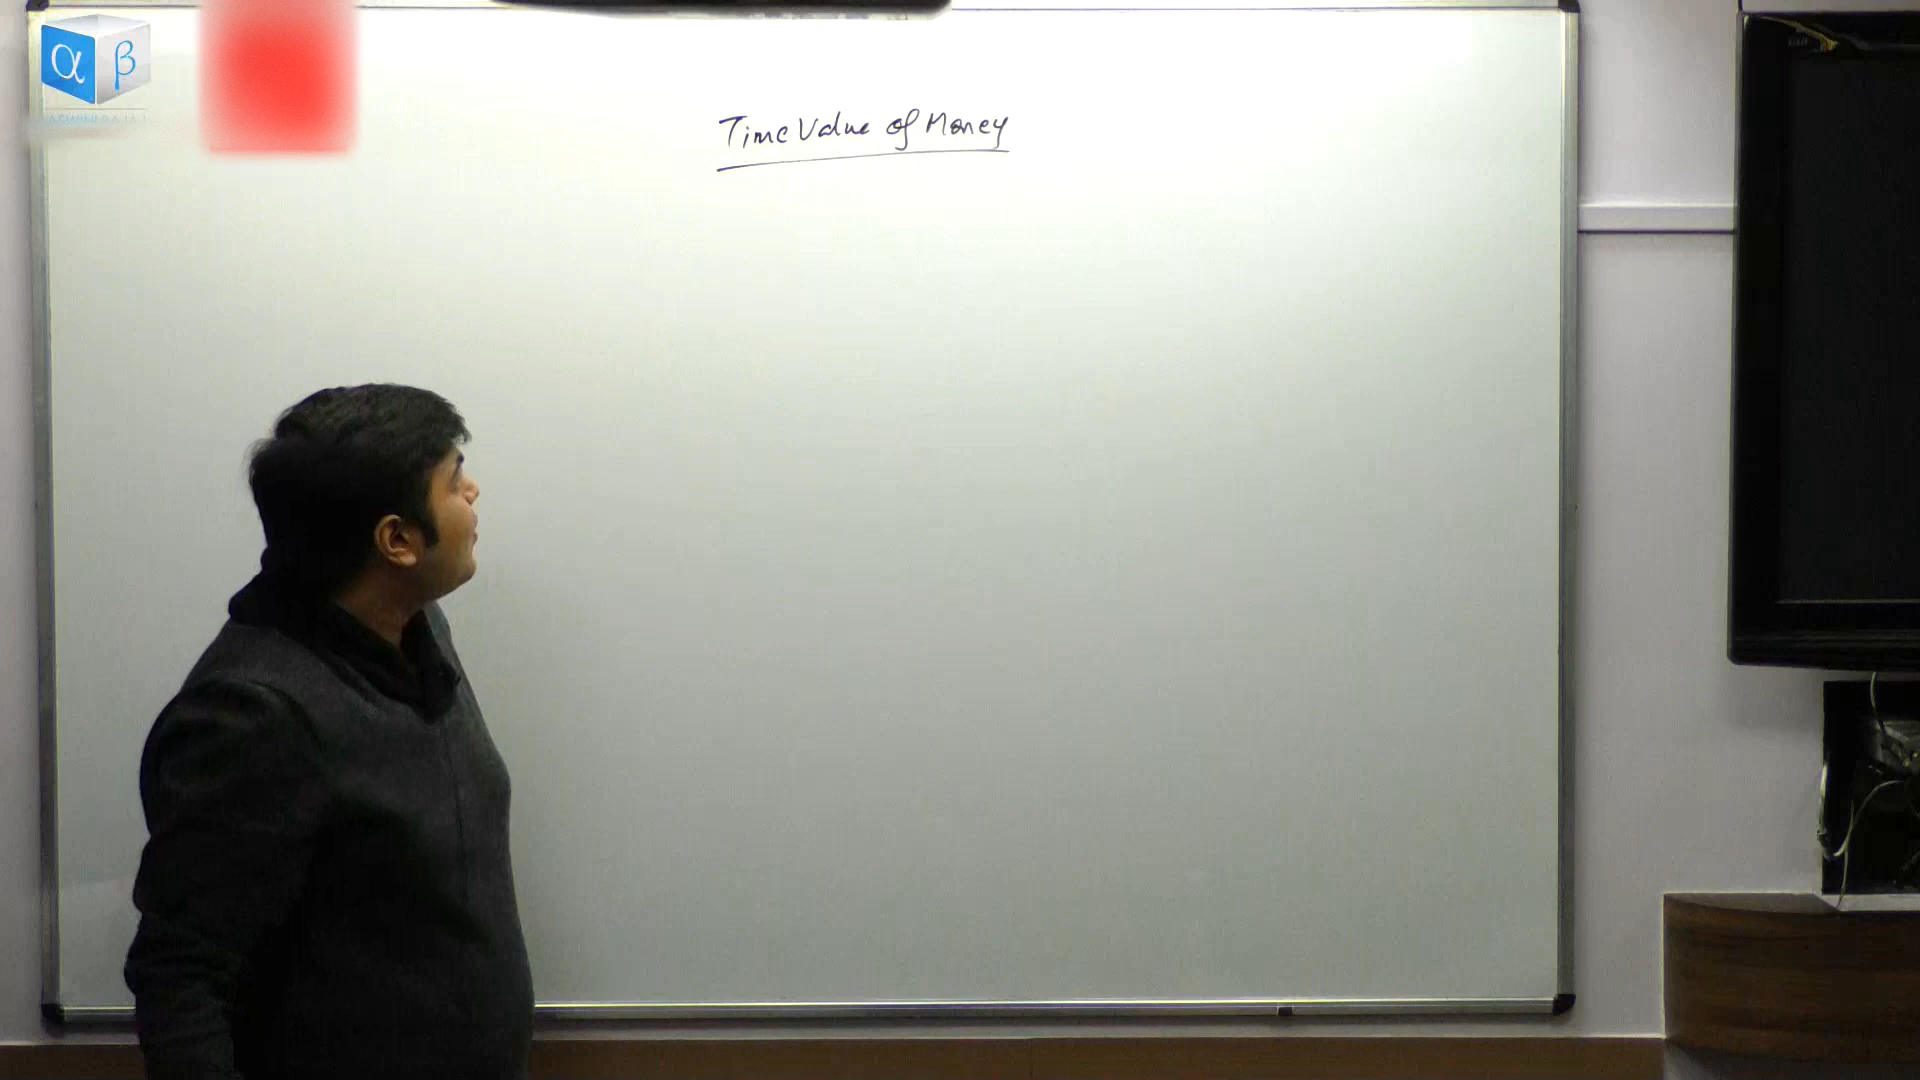 α β
Time Value of Money